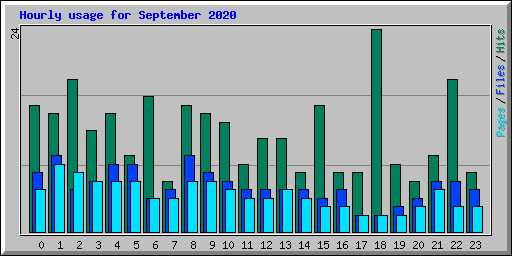 Hourly usage for September 2020
24
Pages / Files / Hits
0 1 2 3 4 5 6 7 8 9 10 11 12 13 14 15 16 17 18 19 20 21 22 23